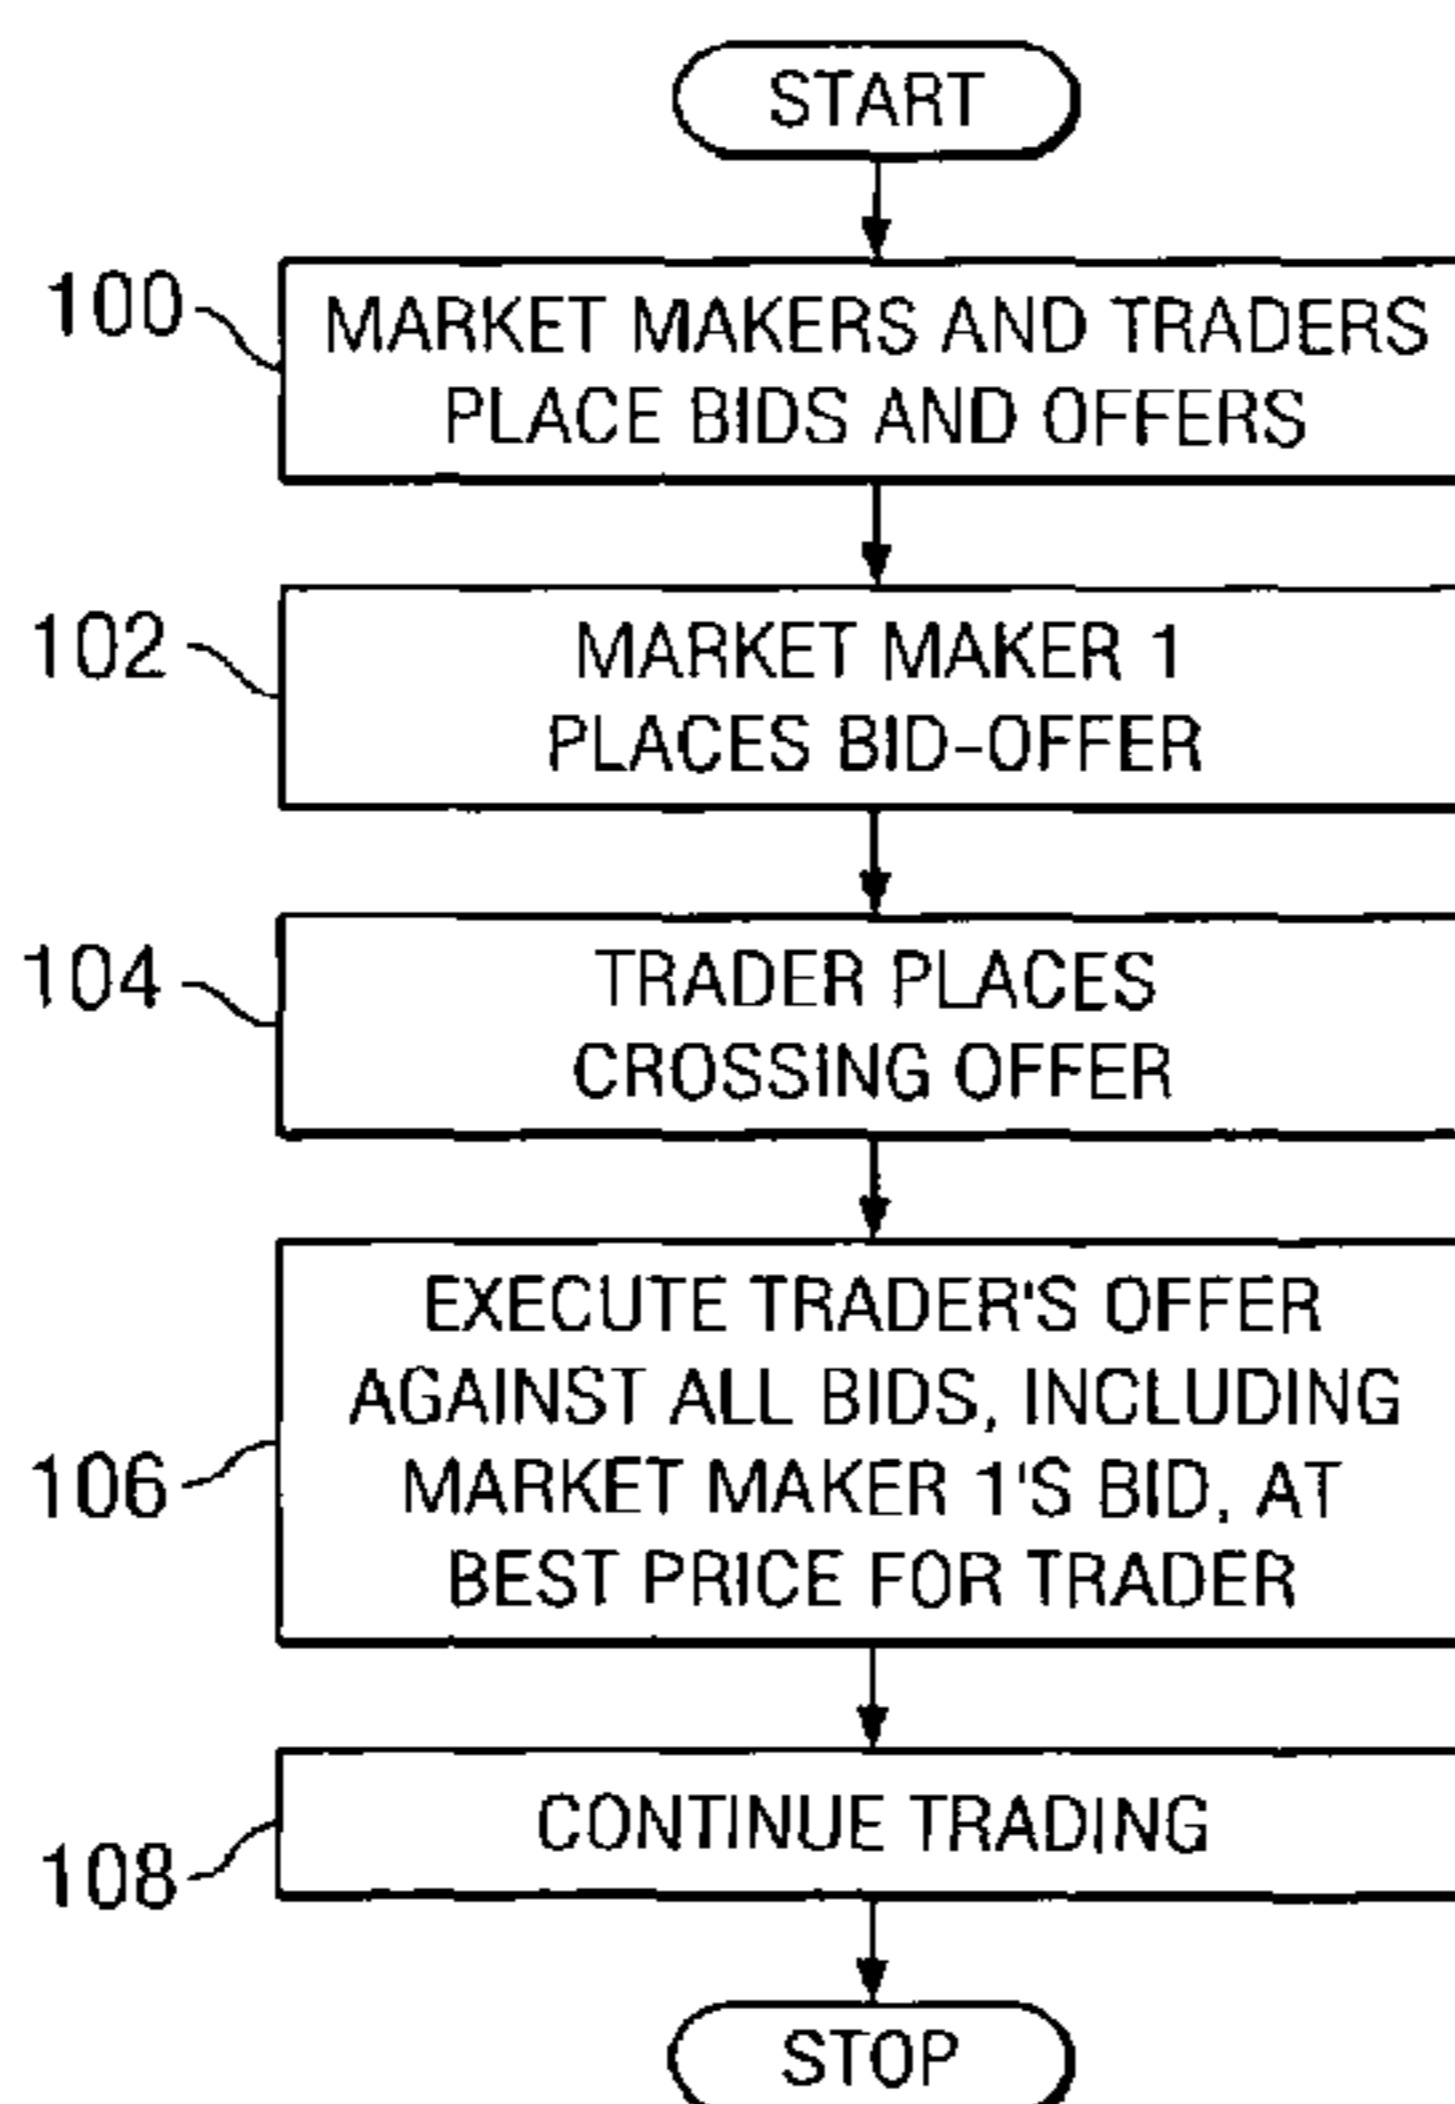 START
100
MARKET MAKERS AND TRADERS
PLACE BIDS AND OFFERS
102
MARKET MAKER 1
PLACES BID-OFFER
104
TRADER PLACES
CROSSING OFFER
106
EXECUTE TRADER'S OFFER
AGAINST ALL BIDS, INCLUDING
MARKET MAKER 1'S BID, AT
BEST PRICE FOR TRADER
108
CONTINUE TRADING
STOP